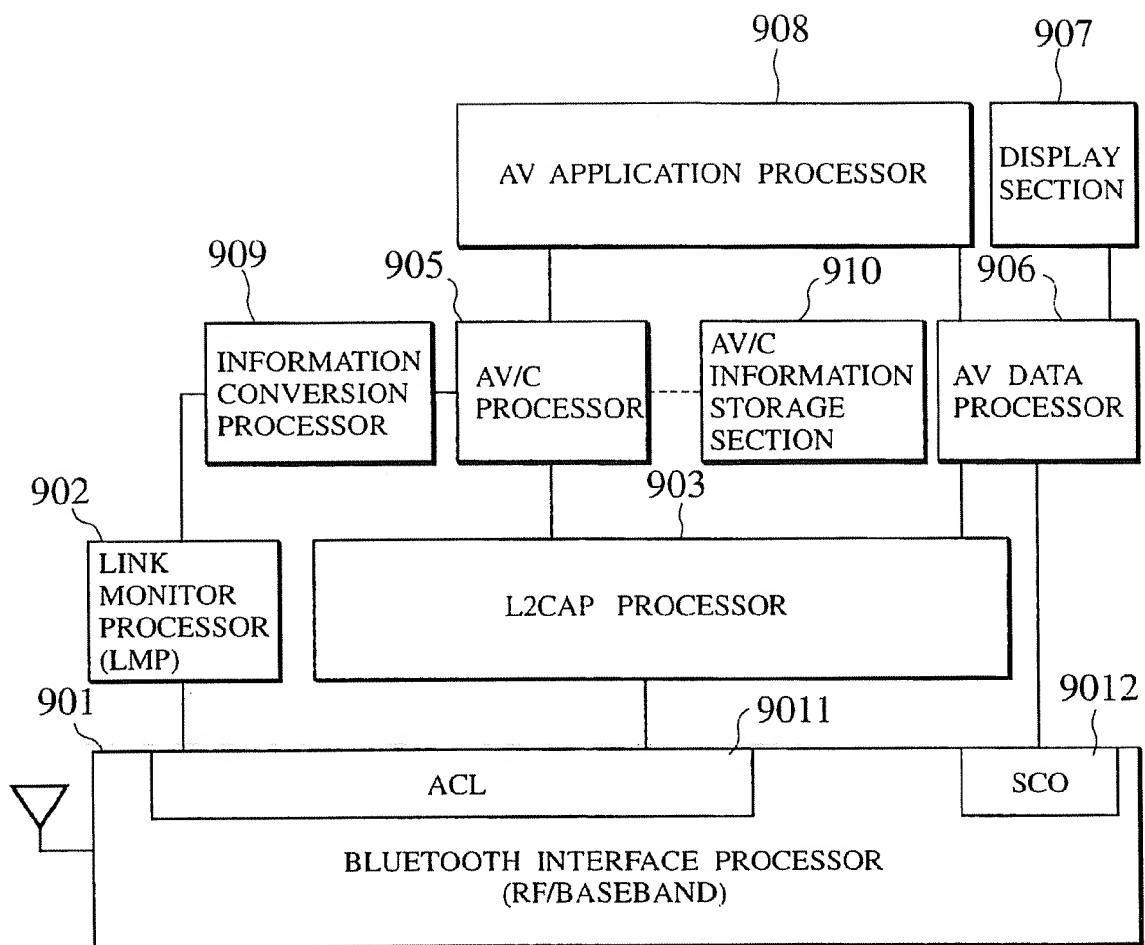 908
907
AV APPLICATION PROCESSOR
DISPLAY
SECTION
909
905
910
906
INFORMATION
CONVERSION
PROCESSOR
AV/C
PROCESSOR
AV/C
INFORMATION
STORAGE
SECTION
AV DATA
PROCESSOR
902
903
LINK
MONITOR
PROCESSOR
(LMP)
L2CAP PROCESSOR
901
9011
9012
ACL
SCO
BLUETOOTH INTERFACE PROCESSOR
(RF/BASEBAND)